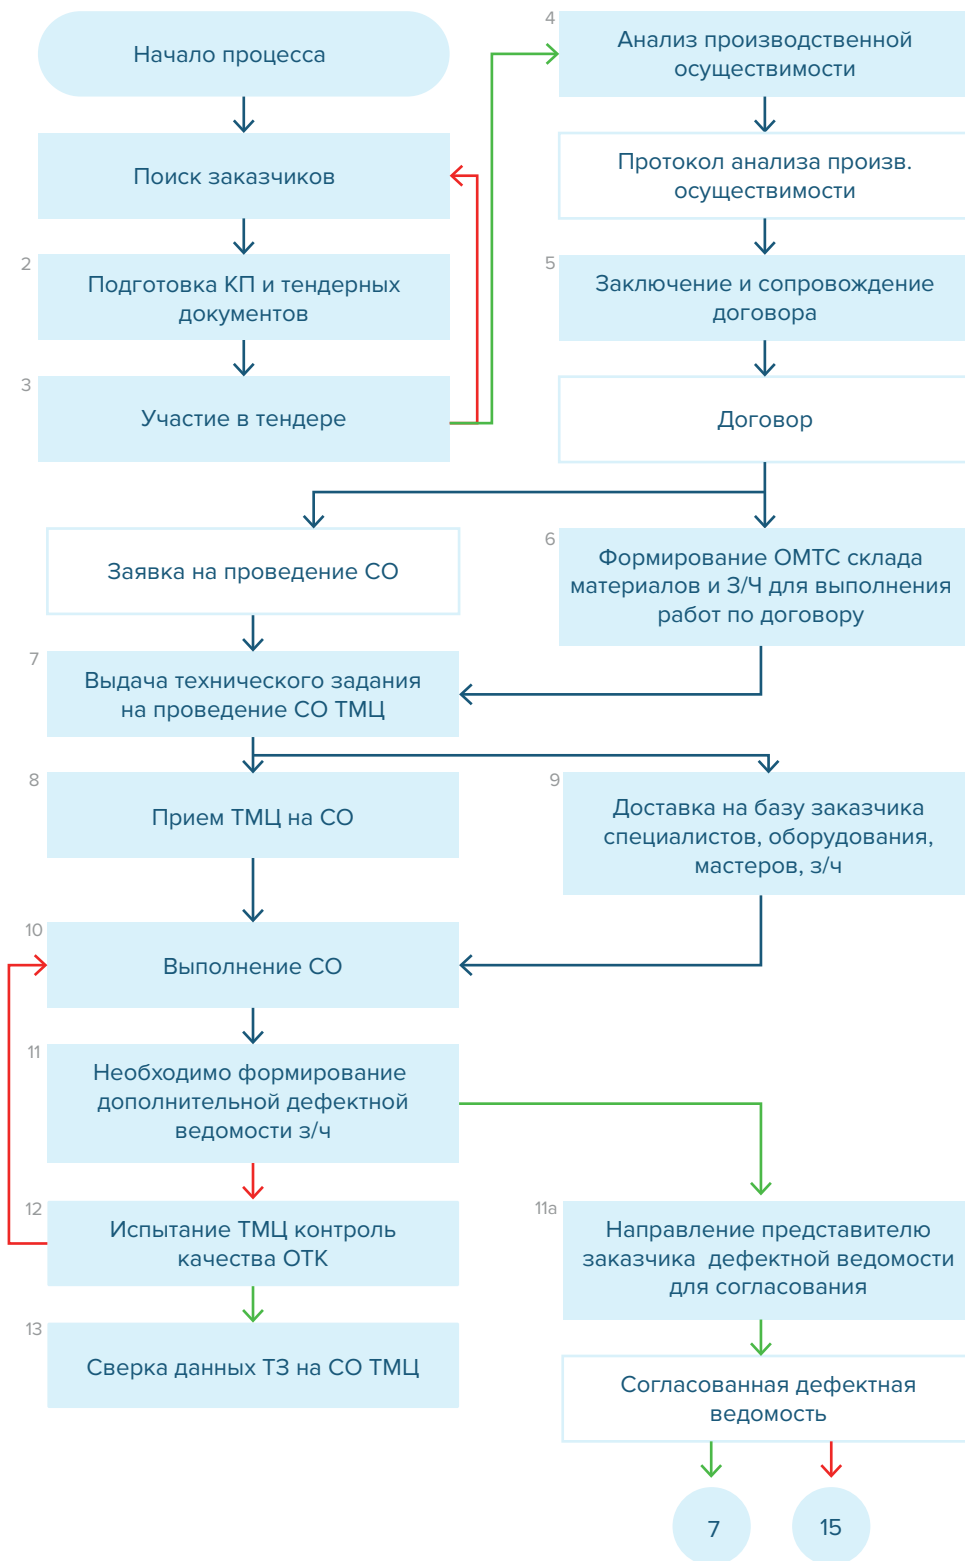 Начало процесса
Поиск заказчиков
2
Подготовка КП и тендерных
документов
3
Участие в тендере
4
Анализ производственной
осуществимости
Протокол анализа произв.
осуществимости
5
Заключение и сопровождение
договора
Договор
Заявка на проведение СО
6
Формирование ОМТС склада
материалов и З/Ч для выполнения
работ по договору
7
Выдача технического задания
на проведение СО ТМЦ
8
Прием ТМЦ на СО
9
Доставка на базу заказчика
специалистов, оборудования,
мастеров, з/ч
10
Выполнение СО
11
Необходимо формирование
дополнительной дефектной
ведомости з/ч
12
Испытание ТМЦ контроль
качества ОТК
11а
Направление представителю
заказчика дефектной ведомости
для согласования
13
Сверка данных ТЗ на СО ТМЦ
Согласованная дефектная
ведомость
7
15